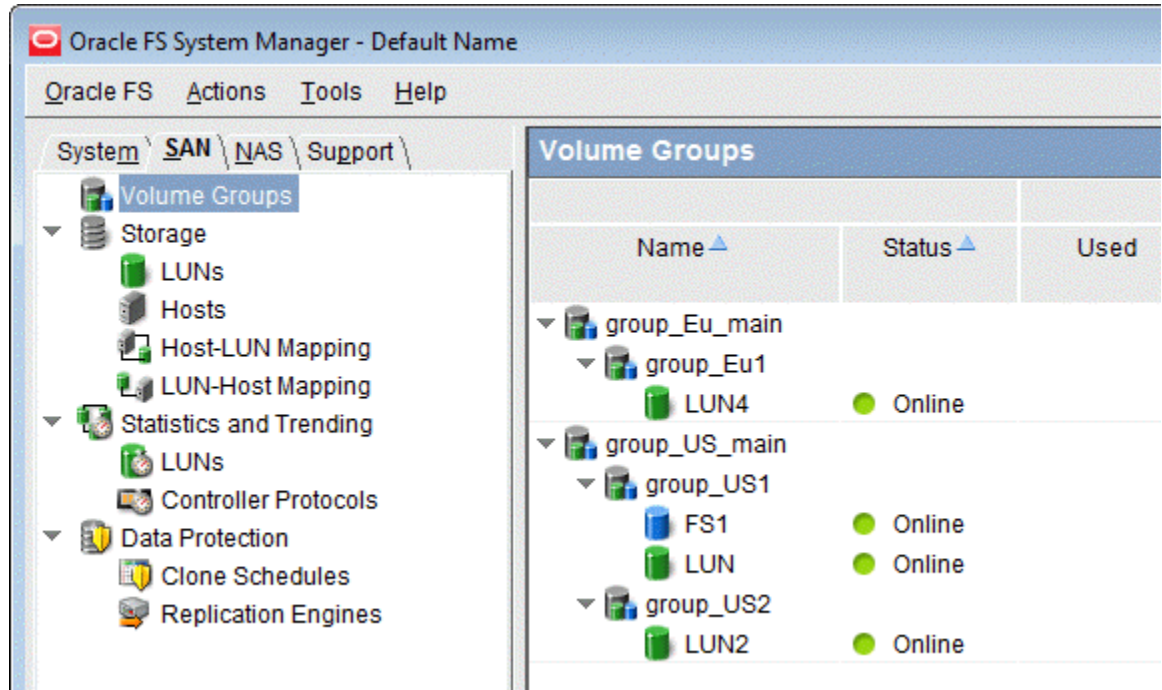 Oracle FS System Manager - Default Name
Oracle FS Actions Tools Help
System SAN NAS Support
Volume Groups
Storage
LUNs
Hosts
Host-LUN Mapping
LUN-Host Mapping
Statistics and Trending
LUNs
Controller Protocols
Data Protection
Clone Schedules
Replication Engines
Volume Groups
Name Status Used
group_Eu_main
group_Eu1
LUN4 Online
group_US_main
group_US1
FS1 Online
LUN Online
group_US2
LUN2 Online